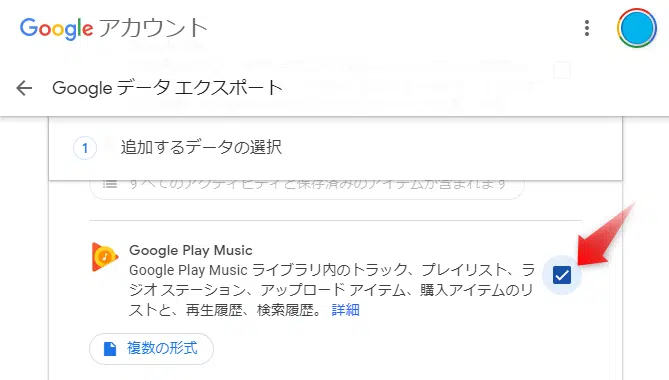 Google アカウント
Google データ エクスポート
1 追加するデータの選択
すべてのアクティビティと保存済みのアイテムが含まれます
Google Play Music
Google Play Music ライブラリ内のトラック、プレイリスト、ラ
ジオ ステーション、アップロード アイテム、購入アイテムのリ
ストと、再生履歴、検索履歴。 詳細
複数の形式